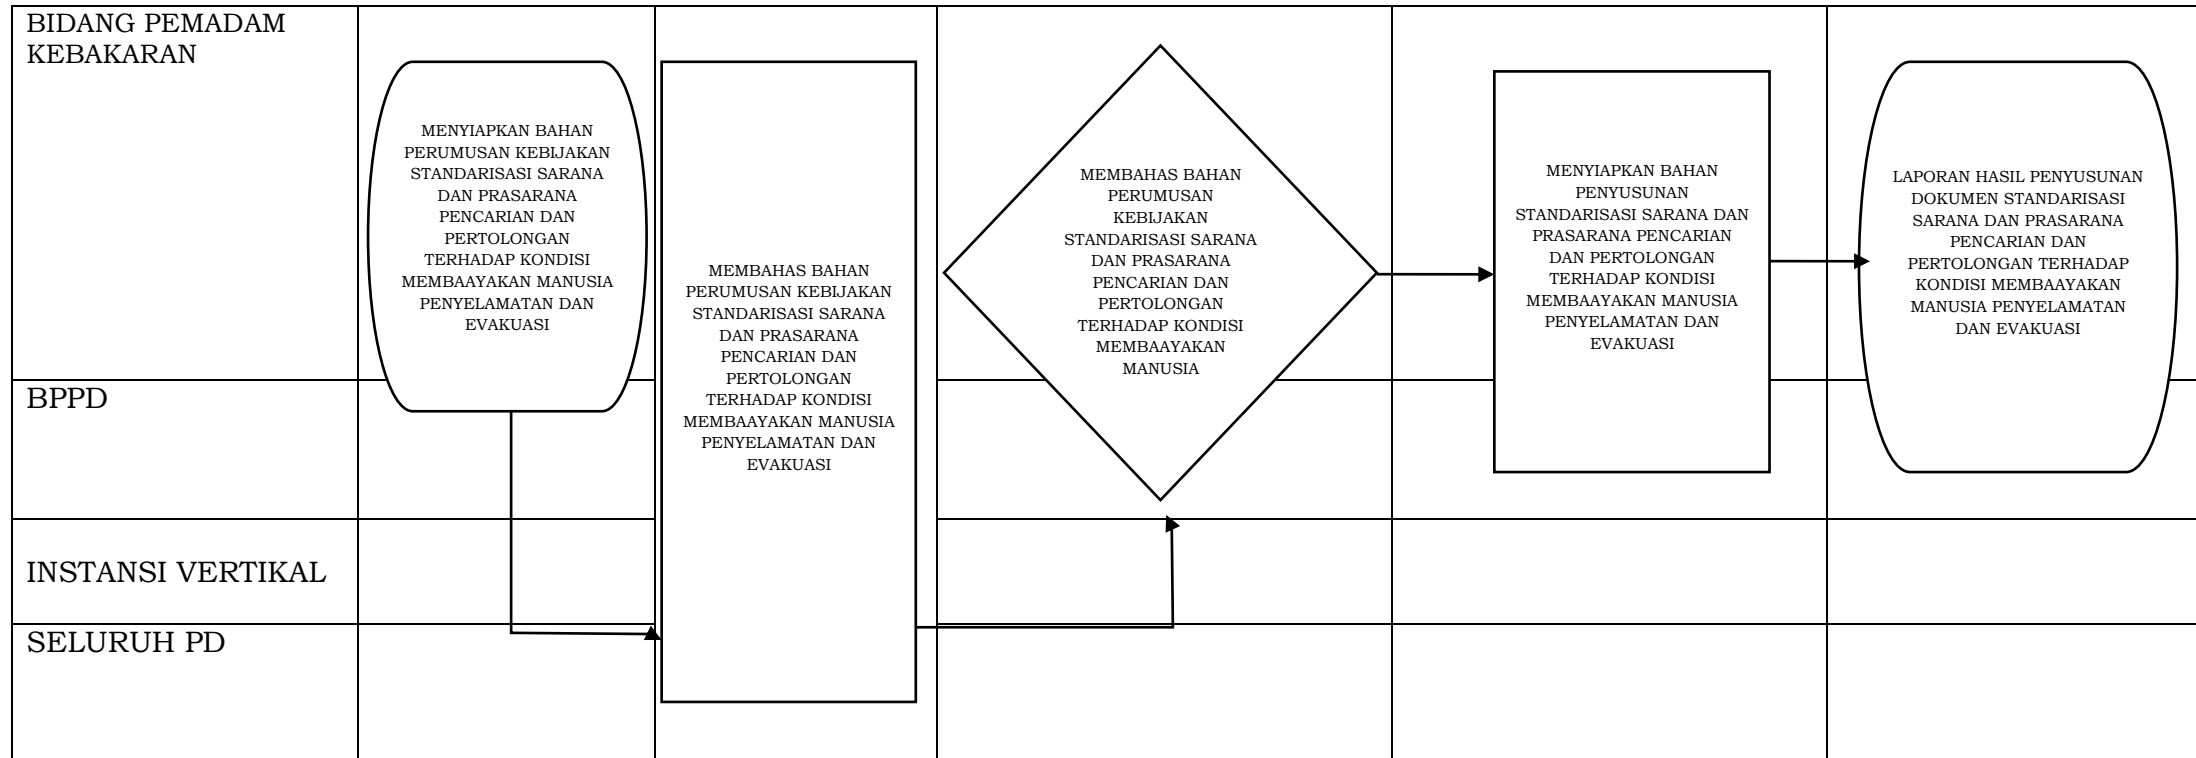 BIDANG PEMADAM
KEBAKARAN
MENYIAPKAN BAHAN
PERUMUSAN KEBIJAKAN
STANDARISASI SARANA
DAN PRASARANA
PENCARIAN DAN
PERTOLONGAN
TERHADAP KONDISI
MEMBAAYAKAN MANUSIA
PENYELAMATAN DAN
EVAKUASI
MEMBAHAS BAHAN
PERUMUSAN KEBIJAKAN
STANDARISASI SARANA
DAN PRASARANA
PENCARIAN DAN
PERTOLONGAN
TERHADAP KONDISI
MEMBAAYAKAN MANUSIA
PENYELAMATAN DAN
EVAKUASI
MEMBAHAS BAHAN
PERUMUSAN
KEBIJAKAN
STANDARISASI SARANA
DAN PRASARANA
PENCARIAN DAN
PERTOLONGAN
TERHADAP KONDISI
MEMBAAYAKAN
MANUSIA
MENYIAPKAN BAHAN
PENYUSUNAN
STANDARISASI SARANA DAN
PRASARANA PENCARIAN
DAN PERTOLONGAN
TERHADAP KONDISI
MEMBAAYAKAN MANUSIA
PENYELAMATAN DAN
EVAKUASI
LAPORAN HASIL PENYUSUNAN
DOKUMEN STANDARISASI
SARANA DAN PRASARANA
PENCARIAN DAN
PERTOLONGAN TERHADAP
KONDISI MEMBAAYAKAN
MANUSIA PENYELAMATAN
DAN EVAKUASI
BPPD
INSTANSI VERTIKAL
SELURUH PD